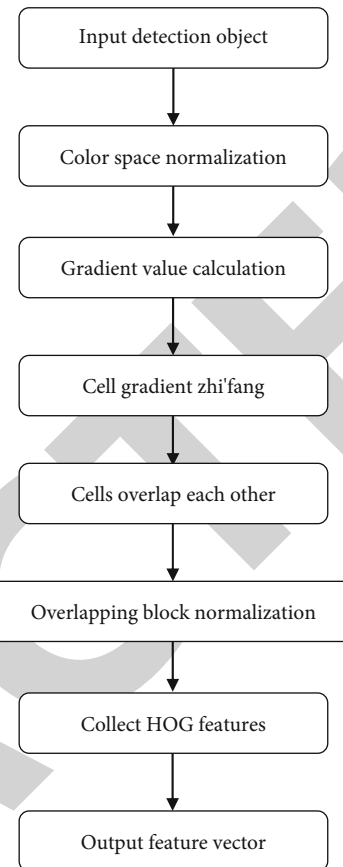 Input detection object
Color space normalization
Gradient value calculation
Cell gradient zhi'fang
Cells overlap each other
Overlapping block normalization
Collect HOG features
Output feature vector